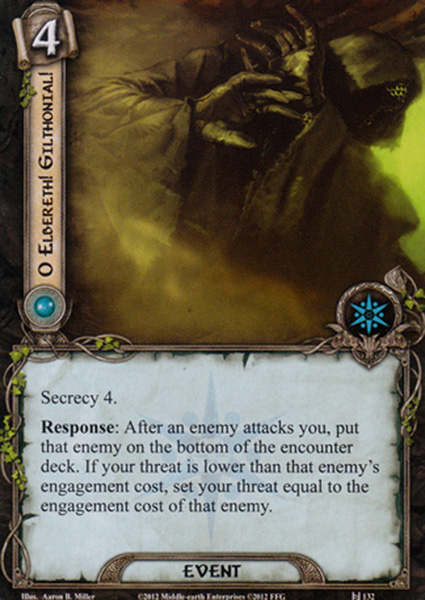 4
O Elbereth! Gilthonial!
Secrecy 4.
Response: After an enemy attacks you, put
that enemy on the bottom of the encounter
deck. If your threat is lower than that enemy's
engagement cost, set your threat equal to the
engagement cost of that enemy.
EVENT
Illus. Aaron B. Miller
©2012 Middle-earth Enterprises ©2012 FFG
132